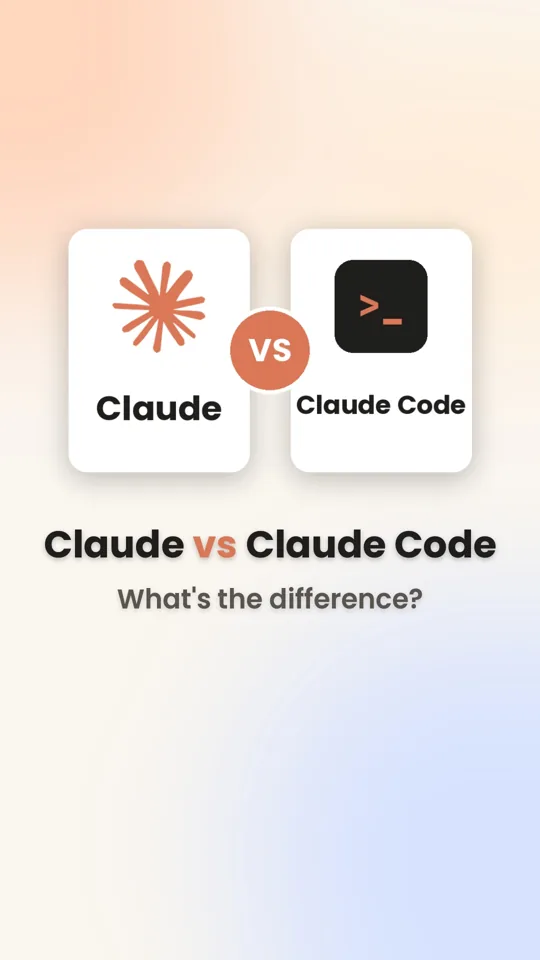 VS
Claude
Claude Code
>_
Claude vs Claude Code
What's the difference?